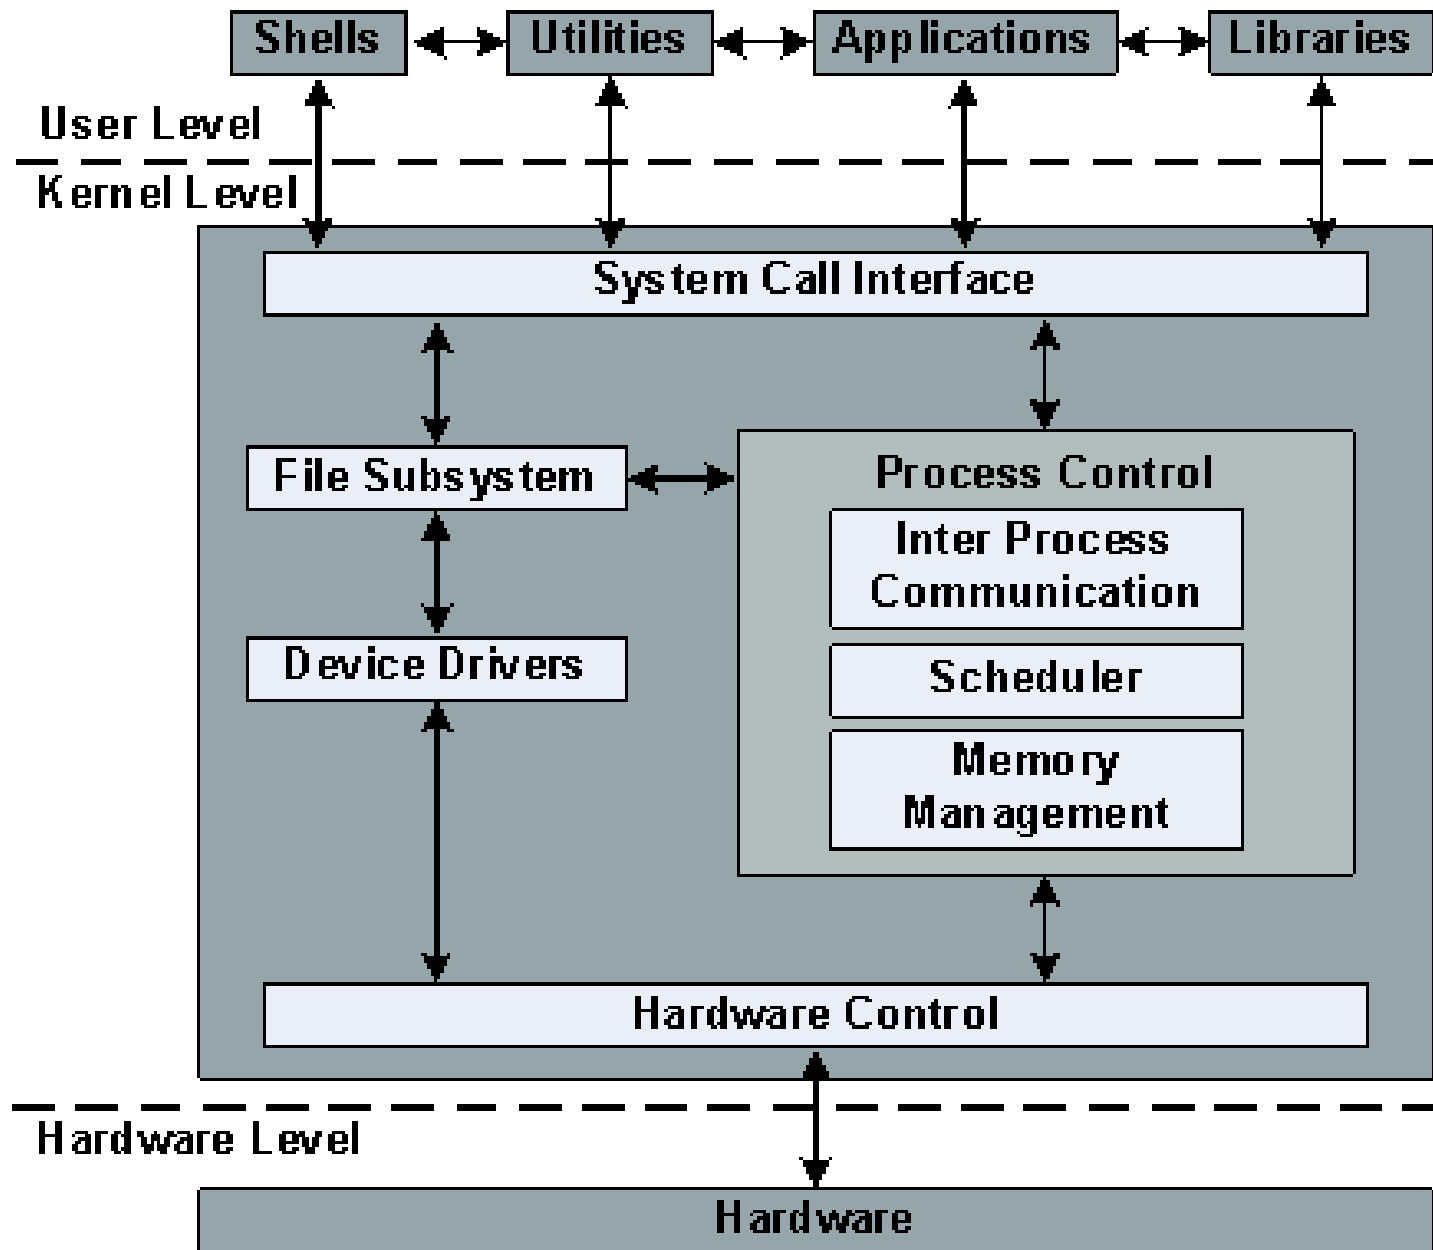 Shells
Utilities
Applications
Libraries
User Level
Kernel Level
System Call Interface
File Subsystem
Process Control
Inter Process
Communication
Device Drivers
Scheduler
Memory
Management
Hardware Control
Hardware Level
Hardware